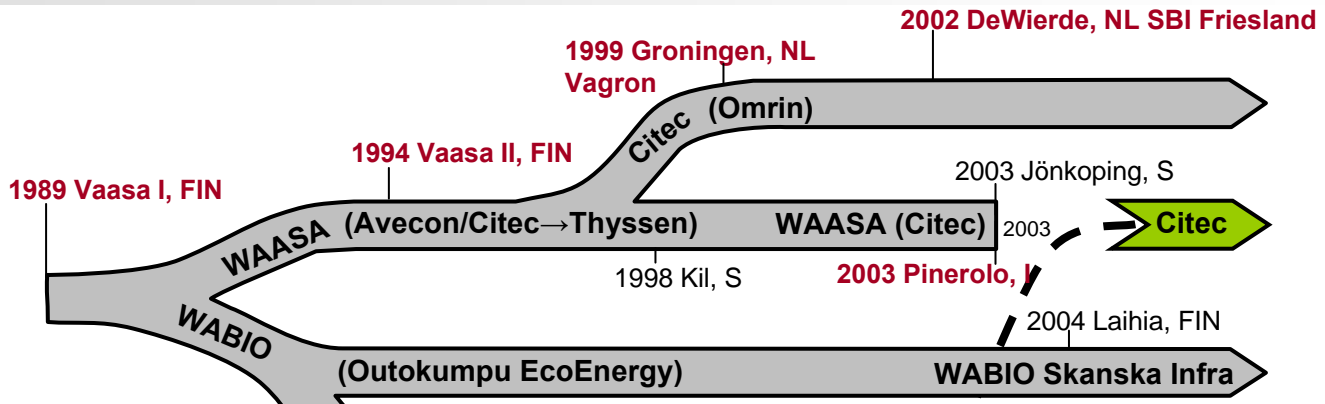 2002 DeWierde, NL SBI Friesland
1999 Groningen, NL
Vagron
Citec (Omrin)
1994 Vaasa II, FIN
1989 Vaasa I, FIN
2003 Jönkoping, S
WAASA (Avecon/Citec→Thyssen)
WAASA (Citec)
2003
Citec
1998 Kil, S
2003 Pinerolo, I
WABIO
2004 Laihia, FIN
(Outokumpu EcoEnergy)
WABIO Skanska Infra